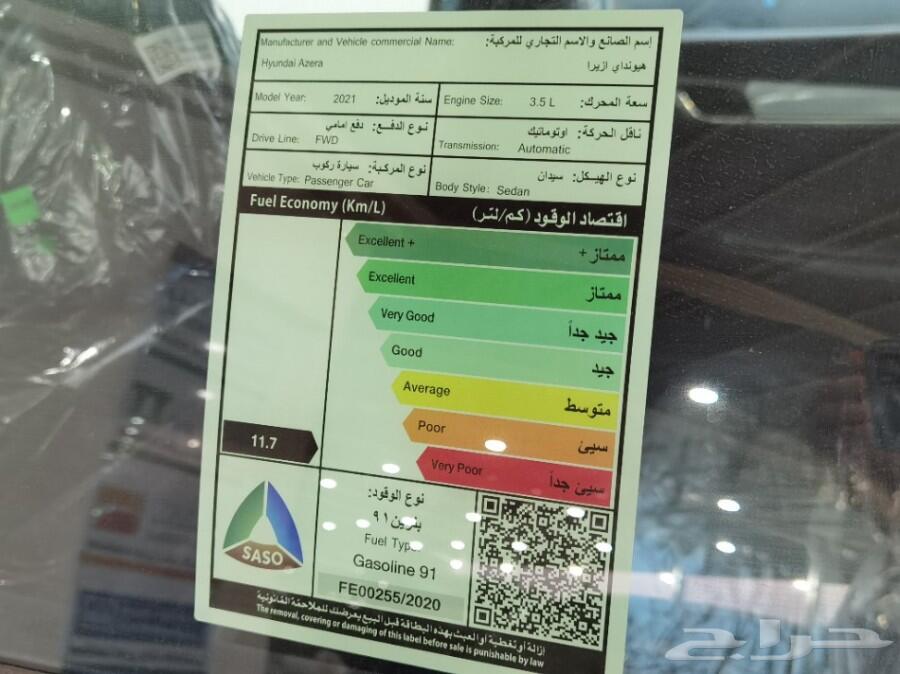 Manufacturer and Vehicle commercial Name: إسم الصانع والاسم التجاري للمركبة:
Hyundai Azera هيونداي ازيرا
Model Year: 2021 سنة الموديل:
Engine Size: 3.5 L سعة المحرك:
نوع الدفع: دفع امامي
Drive Line: FWD
ناقل الحركة: اوتوماتيك
Transmission: Automatic
نوع المركبة: سيارة ركوب
Vehicle Type: Passenger Car
نوع الهيكل: سيدان
Body Style: Sedan
Fuel Economy (Km/L) اقتصاد الوقود (كم/لتر)
Excellent + ممتاز +
Excellent ممتاز
Very Good جيد جداً
Good جيد
Average متوسط
Poor سيئ
Very Poor سيئ جداً
11.7
SASO
نوع الوقود:
بنزين ٩١
Fuel Type:
Gasoline 91
FE00255/2020
إزالة أو تغطية أو العبث بهذه البطاقة قبل البيع يعرضك للملاحقة القانونية
The removal, covering or damaging of this label before sale is punishable by law
حراج